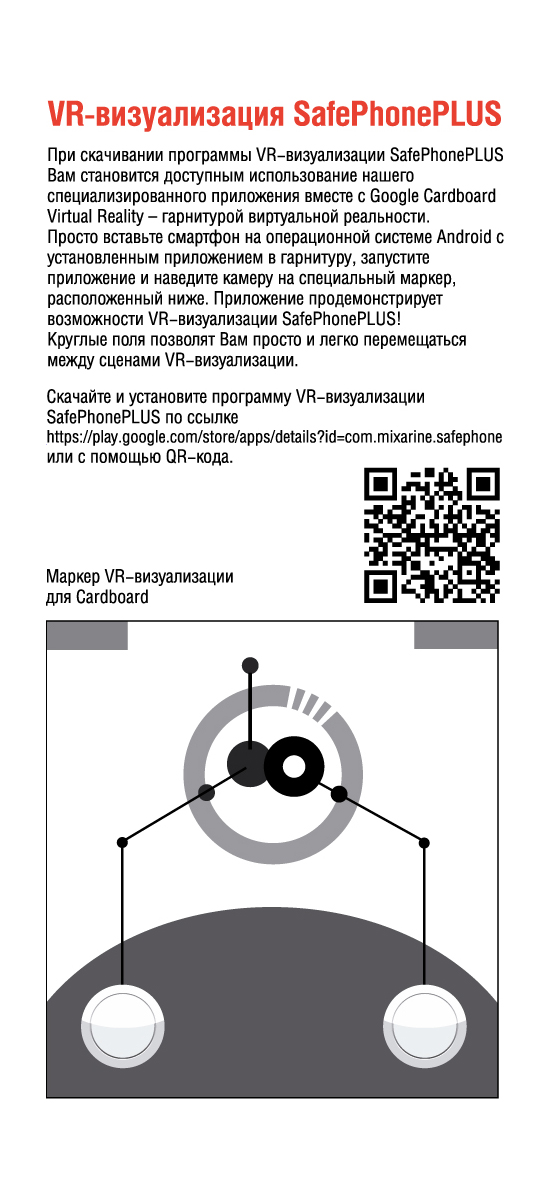 VR-визуализация SafePhonePLUS
При скачивании программы VR–визуализации SafePhonePLUS
Вам становится доступным использование нашего
специализированного приложения вместе с Google Cardboard
Virtual Reality – гарнитурой виртуальной реальности.
Просто вставьте смартфон на операционной системе Android с
установленным приложением в гарнитуру, запустите
приложение и наведите камеру на специальный маркер,
расположенный ниже. Приложение продемонстрирует
возможности VR–визуализации SafePhonePLUS!
Круглые поля позволят Вам просто и легко перемещаться
между сценами VR–визуализации.
Скачайте и установите программу VR–визуализации
SafePhonePLUS по ссылке
https://play.google.com/store/apps/details?id=com.mixarine.safephone
или с помощью QR–кода.
Маркер VR–визуализации
для Cardboard